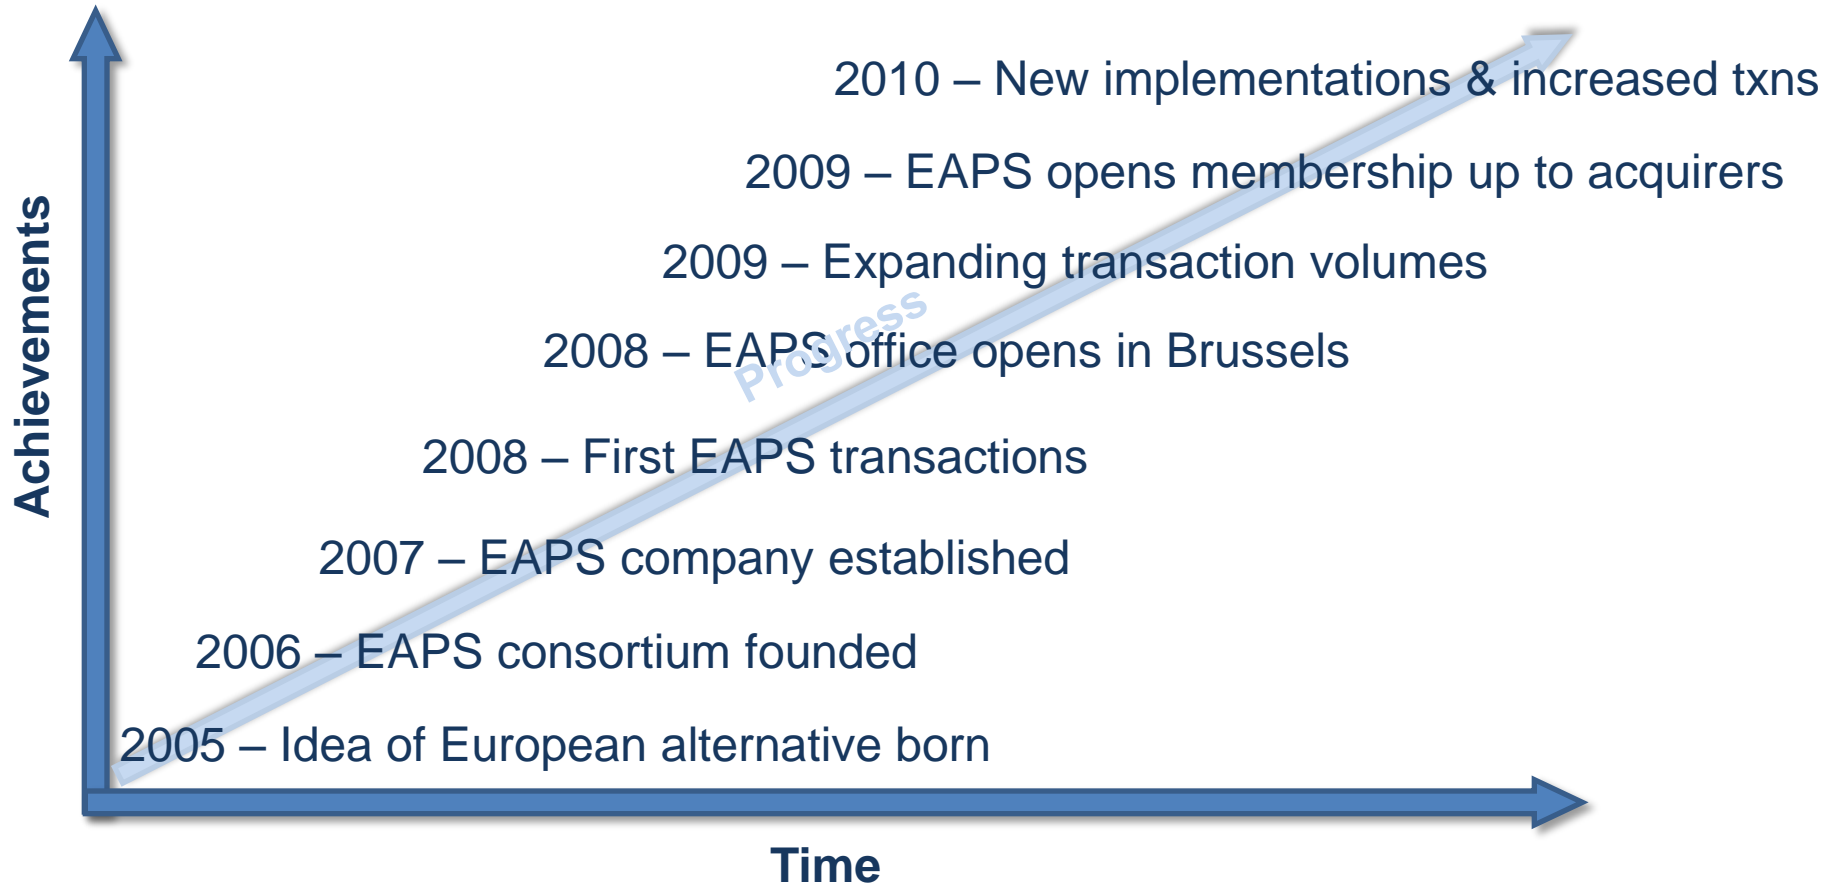 2010 – New implementations & increased txns
2009 – EAPS opens membership up to acquirers
2009 – Expanding transaction volumes
Progress
2008 – EAPS office opens in Brussels
2008 – First EAPS transactions
2007 – EAPS company established
2006 – EAPS consortium founded
2005 – Idea of European alternative born
Achievements
Time